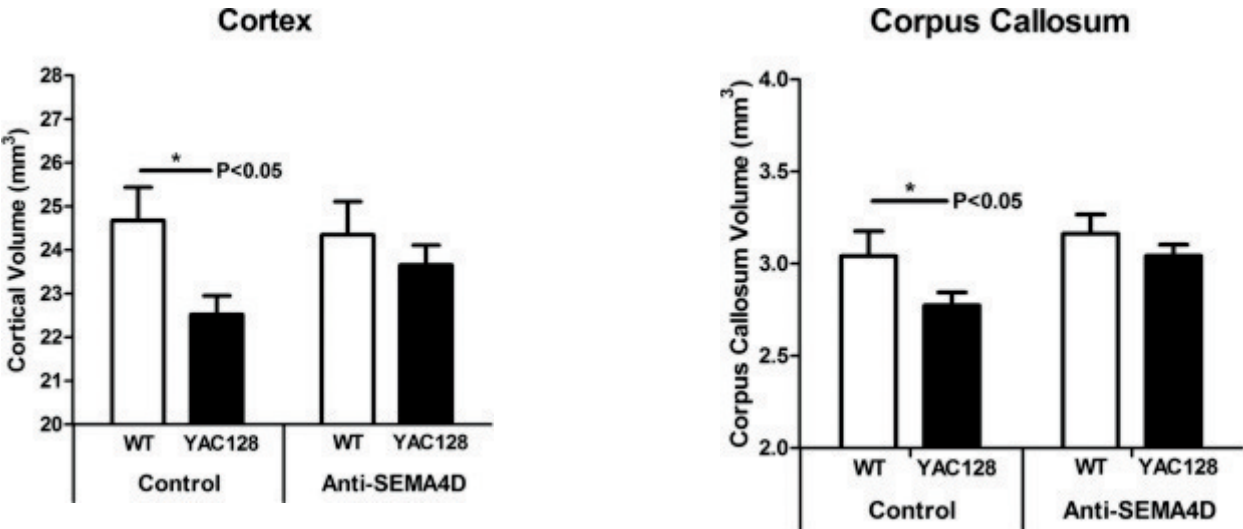 Cortex
Cortical Volume (mm³)
28
27
26
25
24
23
22
21
20
*
P<0.05
WT YAC128 WT YAC128
Control Anti-SEMA4D
Corpus Callosum
Corpus Callosum Volume (mm³)
4.0
3.5
3.0
2.5
2.0
*
P<0.05
WT YAC128 WT YAC128
Control Anti-SEMA4D